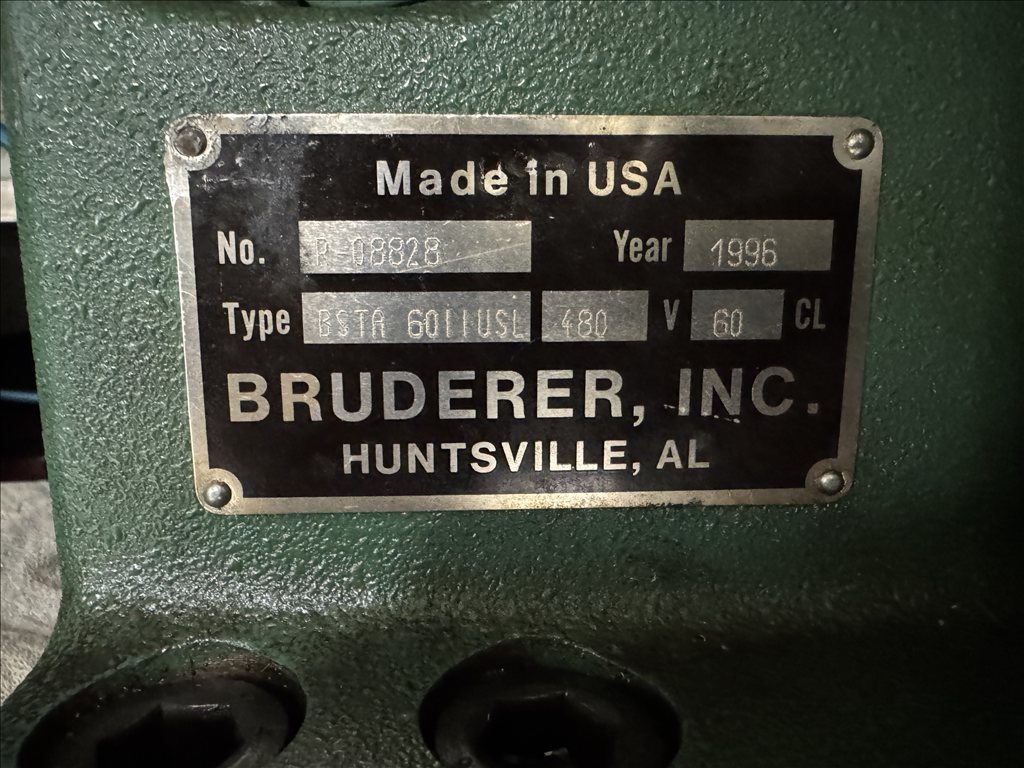 Made in USA
No. R-08828 Year 1996
Type BSTA 60IIUSL 480 V 60 CL
BRUDERER, INC.
HUNTSVILLE, AL